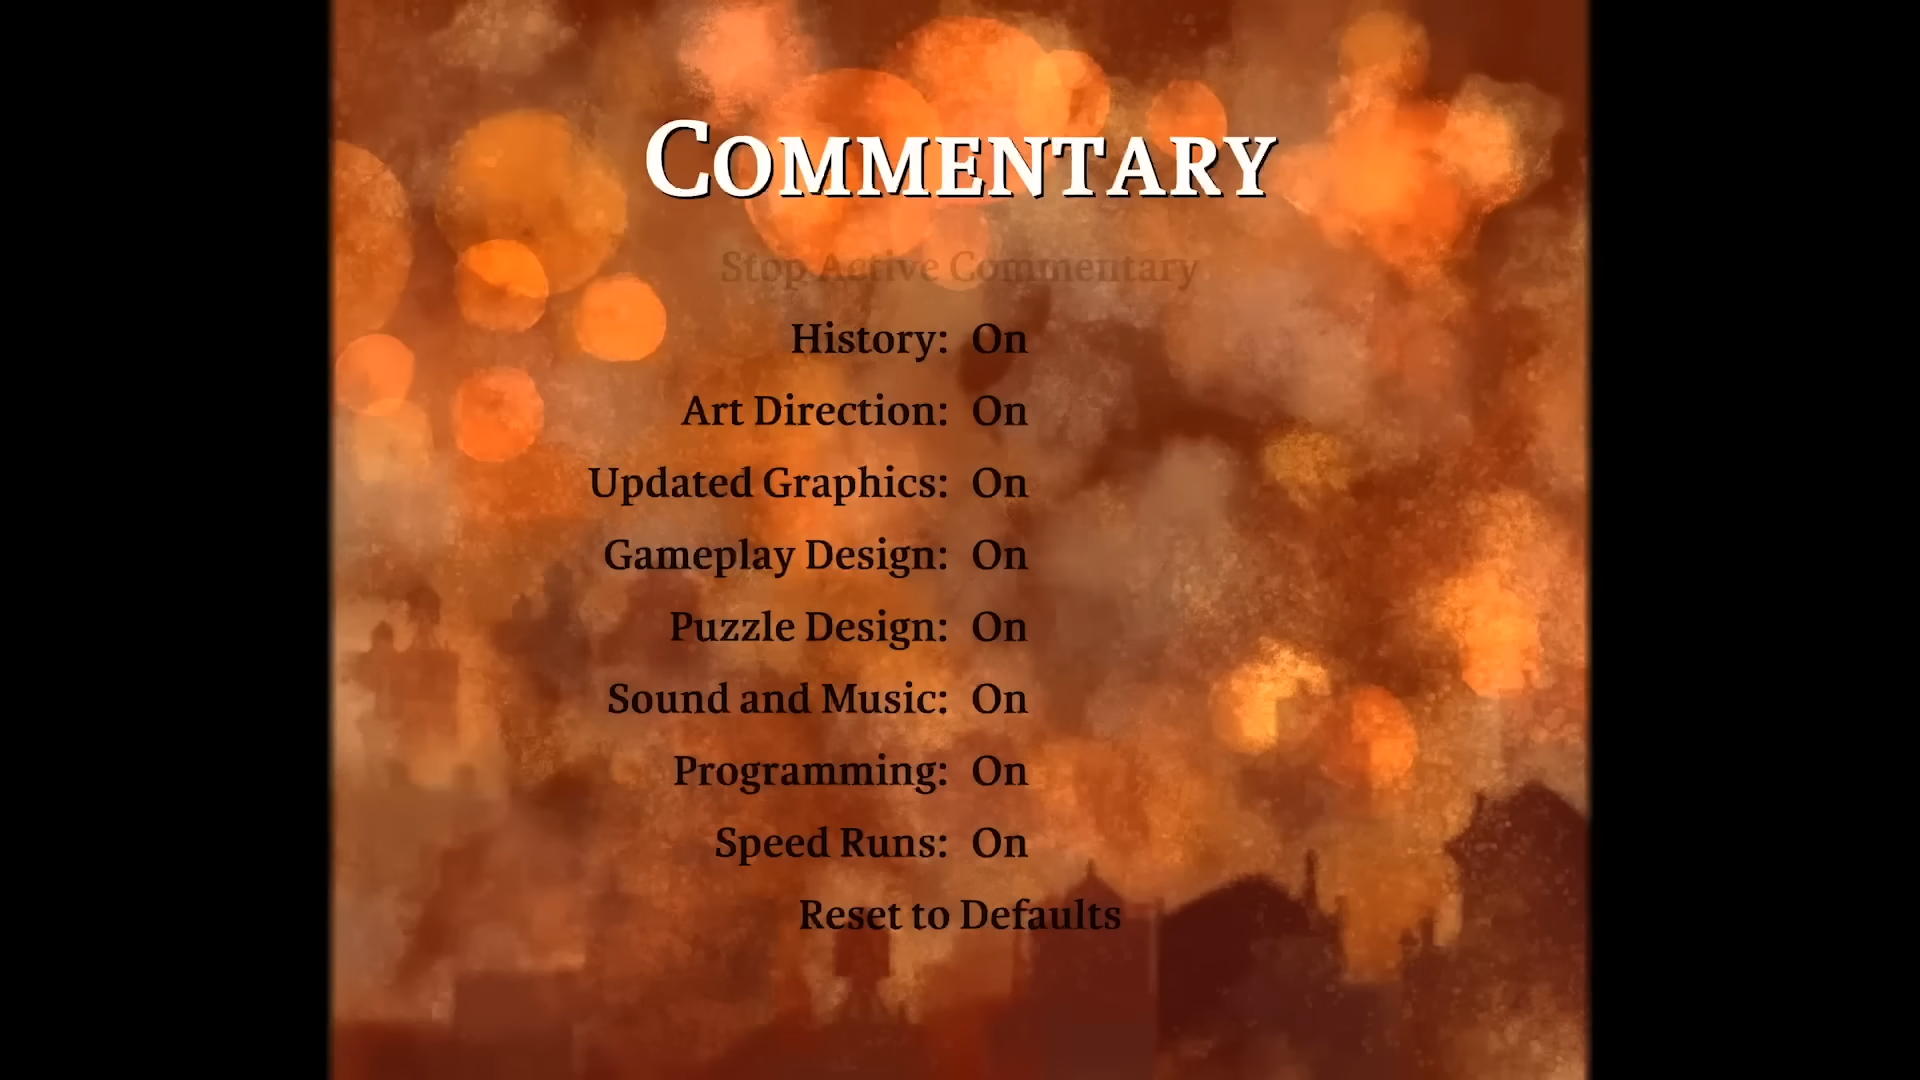 Commentary
Stop Active Commentary
History: On
Art Direction: On
Updated Graphics: On
Gameplay Design: On
Puzzle Design: On
Sound and Music: On
Programming: On
Speed Runs: On
Reset to Defaults